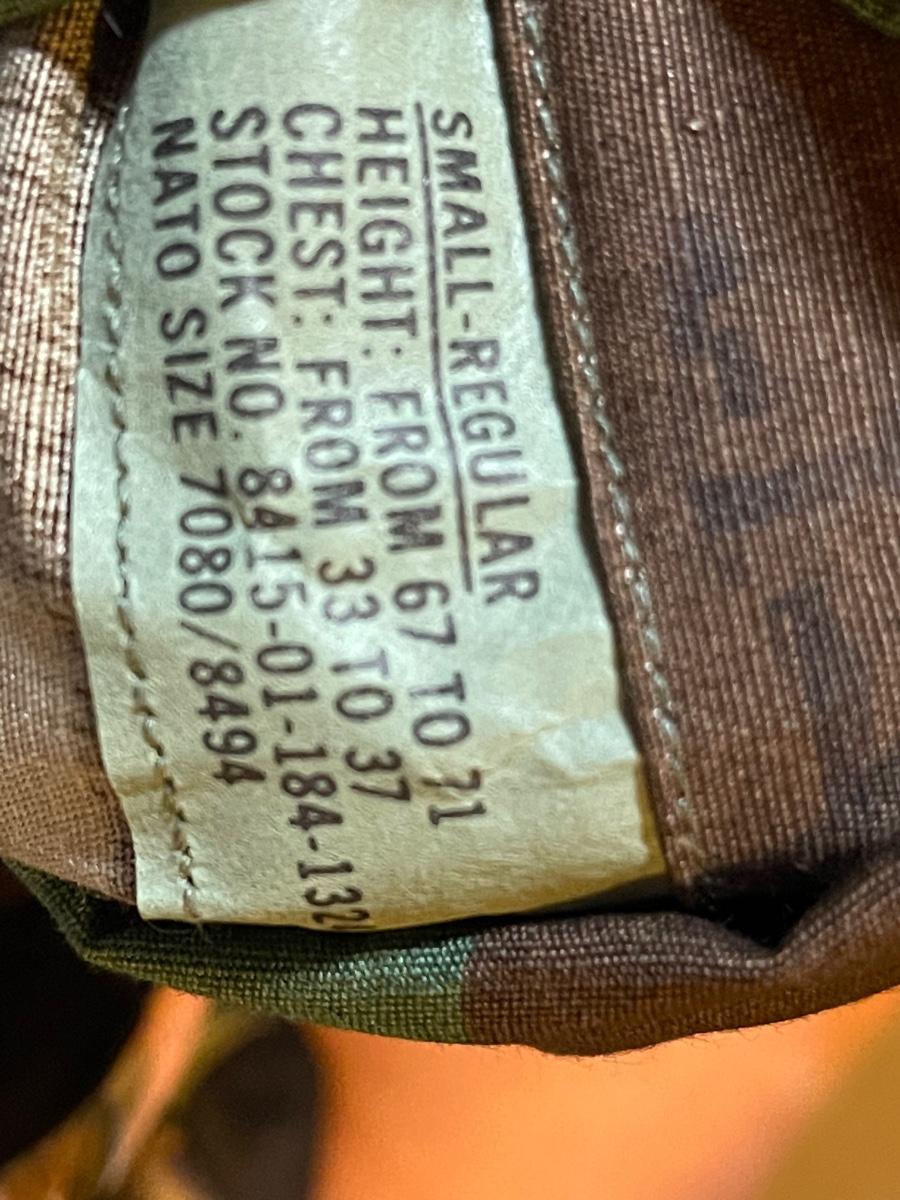 SMALL-REGULAR
HEIGHT: FROM 67 TO 71
CHEST: FROM 33 TO 37
STOCK NO. 8415-01-184-132
NATO SIZE 7080/8494